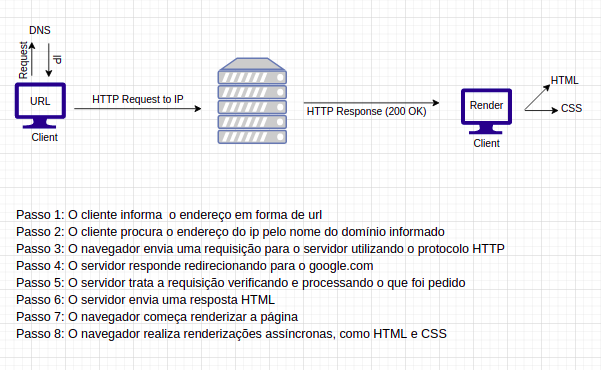 DNS
Request
IP
URL
Client
HTTP Request to IP
HTTP Response (200 OK)
Render
Client
HTML
CSS
Passo 1: O cliente informa  o endereço em forma de url
Passo 2: O cliente procura o endereço do ip pelo nome do domínio informado
Passo 3: O navegador envia uma requisição para o servidor utilizando o protocolo HTTP
Passo 4: O servidor responde redirecionando para o google.com
Passo 5: O servidor trata a requisição verificando e processando o que foi pedido
Passo 6: O servidor envia uma resposta HTML
Passo 7: O navegador começa renderizar a página
Passo 8: O navegador realiza renderizações assíncronas, como HTML e CSS